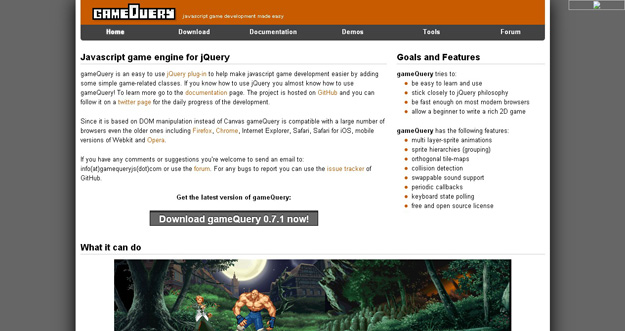 GAMEQUERY javascript game development made easy
Home Download Documentation Demos Tools Forum
Javascript game engine for jQuery
gameQuery is an easy to use jQuery plug-in to help make javascript game development easier by adding
some simple game-related classes. If you know how to use jQuery you almost know how to use
gameQuery! To learn more go to the documentation page. The project is hosted on GitHub and you can
follow it on a twitter page for the daily progress of the development.
Since it is based on DOM manipulation instead of Canvas gameQuery is compatible with a large number of
browsers even the older ones including Firefox, Chrome, Internet Explorer, Safari, Safari for iOS, mobile
versions of Webkit and Opera.
If you have any comments or suggestions you're welcome to send an email to:
info(at)gamequeryjs(dot)com or use the forum. For any bugs to report you can use the issue tracker of
GitHub.
Get the latest version of gameQuery:
Download gameQuery 0.7.1 now!
Goals and Features
gameQuery tries to:
be easy to learn and use
stick closely to jQuery philosophy
be fast enough on most modern browsers
allow a beginner to write a rich 2D game
gameQuery has the following features:
multi layer-sprite animations
sprite hierarchies (grouping)
orthogonal tile-maps
collision detection
swappable sound support
periodic callbacks
keyboard state polling
free and open source license
What it can do